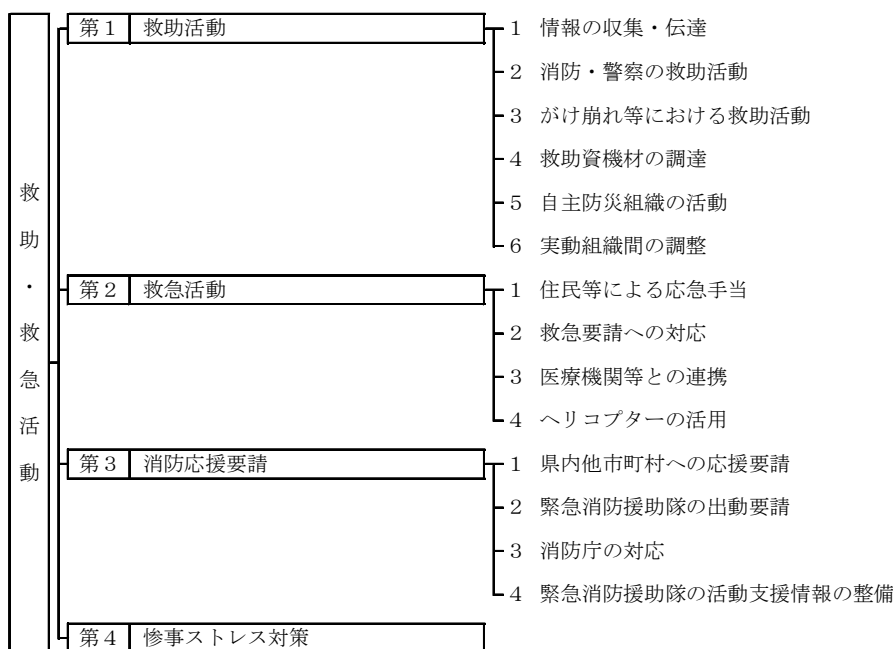 救助・救急活動
第１ 救助活動
１ 情報の収集・伝達
２ 消防・警察の救助活動
３ がけ崩れ等における救助活動
４ 救助資機材の調達
５ 自主防災組織の活動
６ 実動組織間の調整
第２ 救急活動
１ 住民等による応急手当
２ 救急要請への対応
３ 医療機関等との連携
４ ヘリコプターの活用
第３ 消防応援要請
１ 県内他市町村への応援要請
２ 緊急消防援助隊の出動要請
３ 消防庁の対応
４ 緊急消防援助隊の活動支援情報の整備
第４ 惨事ストレス対策